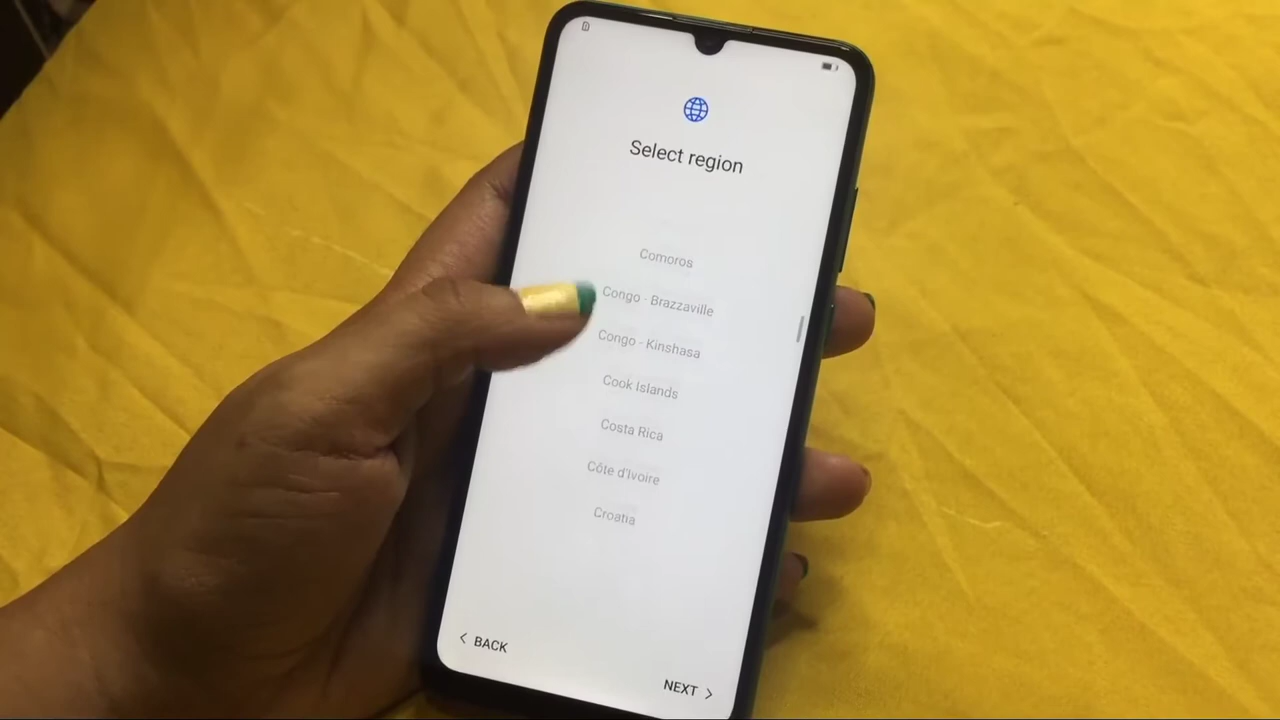 Select region
Comoros
Congo - Brazzaville
Congo - Kinshasa
Cook Islands
Costa Rica
Côte d'Ivoire
Croatia
BACK
NEXT